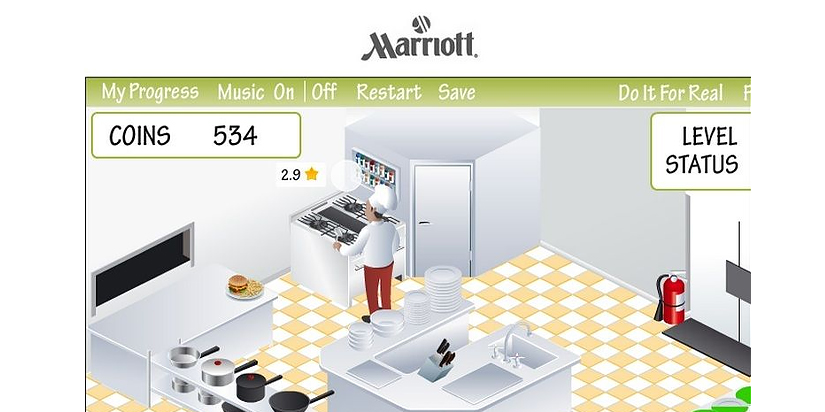 Marriott.
My Progress Music On | Off Restart Save Do It For Real F
COINS 534
LEVEL
STATUS
2.9